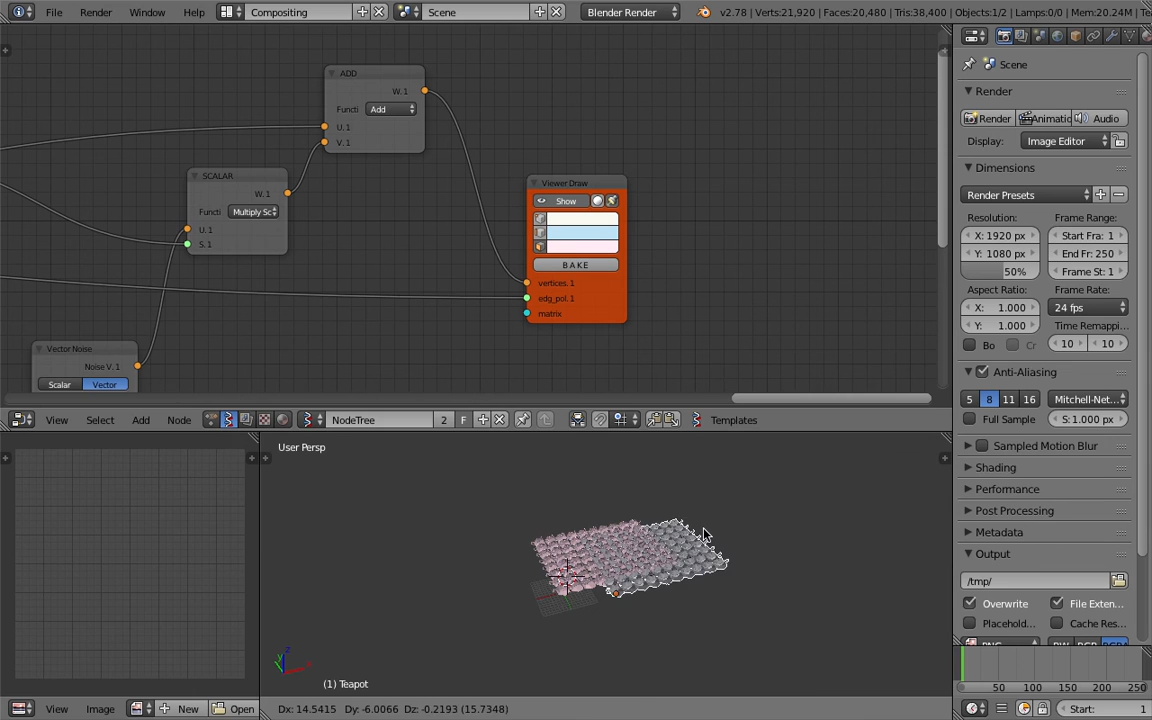 File Render Window Help Compositing Scene Blender Render v2.78 | Verts:21,920 | Faces:20,480 | Tris:38,400 | Objects:1/2 | Lamps:0/0 | Mem:20.24M | Tea
ADD
W. 1
Functi Add
U. 1
V. 1
SCALAR
W. 1
Functi Multiply Sc
U. 1
S. 1
Vector Noise
Noise V. 1
Scalar Vector
Viewer Draw
Show
BAKE
vertices. 1
edg_pol. 1
matrix
View Select Add Node NodeTree 2 F Templates
User Persp
(1) Teapot
View Image New Open Dx: 14.5415 Dy: -6.0066 Dz: -0.2193 (15.7348)
Scene
Render
Render Animatic Audio
Display: Image Editor
Dimensions
Render Presets
Resolution: Frame Range:
X: 1920 px Start Fra: 1
Y: 1080 px End Fr: 250
50% Frame St: 1
Aspect Ratio: Frame Rate:
X: 1.000 24 fps
Y: 1.000 Time Remappi...
Bo Cr 10 10
Anti-Aliasing
5 8 11 16 Mitchell-Net...
Full Sample S: 1.000 px
Sampled Motion Blur
Shading
Performance
Post Processing
Metadata
Output
/tmp/
Overwrite File Exten...
Placehold... Cache Res...
0 50 100 150 200 250
Start: 1